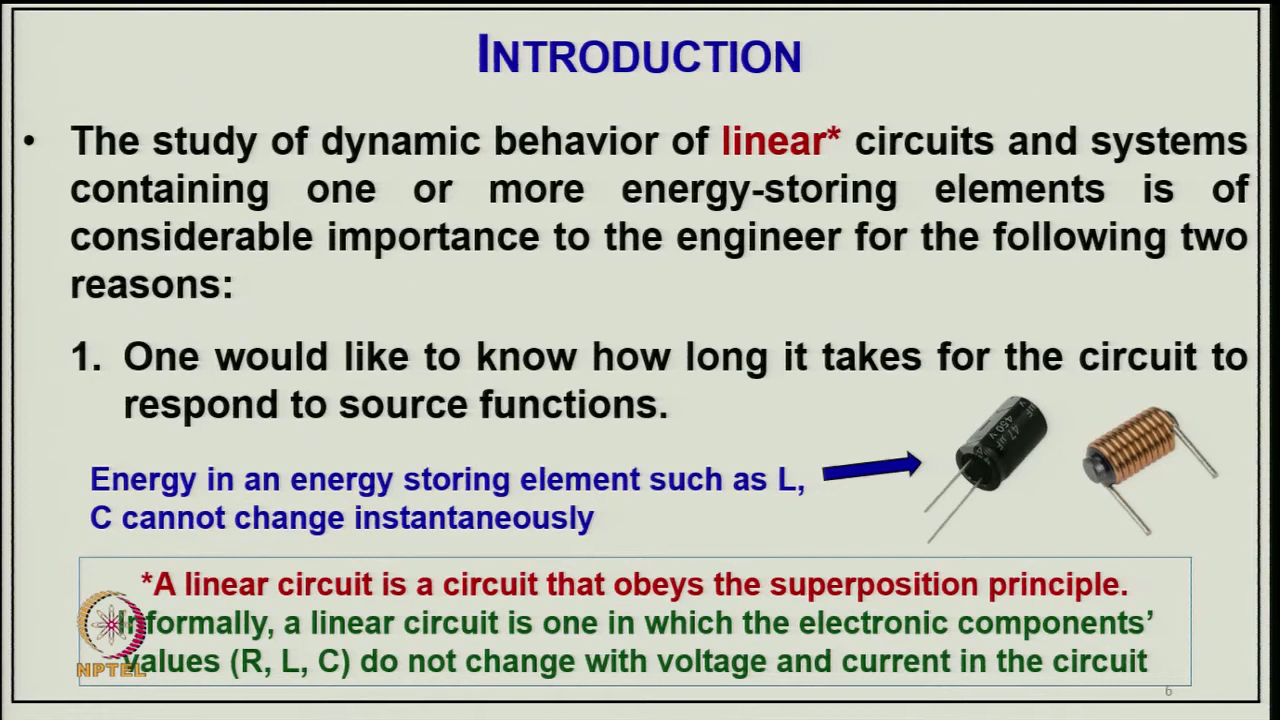 INTRODUCTION
• The study of dynamic behavior of linear* circuits and systems
containing one or more energy-storing elements is of
considerable importance to the engineer for the following two
reasons:
1. One would like to know how long it takes for the circuit to
respond to source functions.
Energy in an energy storing element such as L,
C cannot change instantaneously
47 µF
450 V
*A linear circuit is a circuit that obeys the superposition principle.
Informally, a linear circuit is one in which the electronic components’
values (R, L, C) do not change with voltage and current in the circuit
NPTEL
6